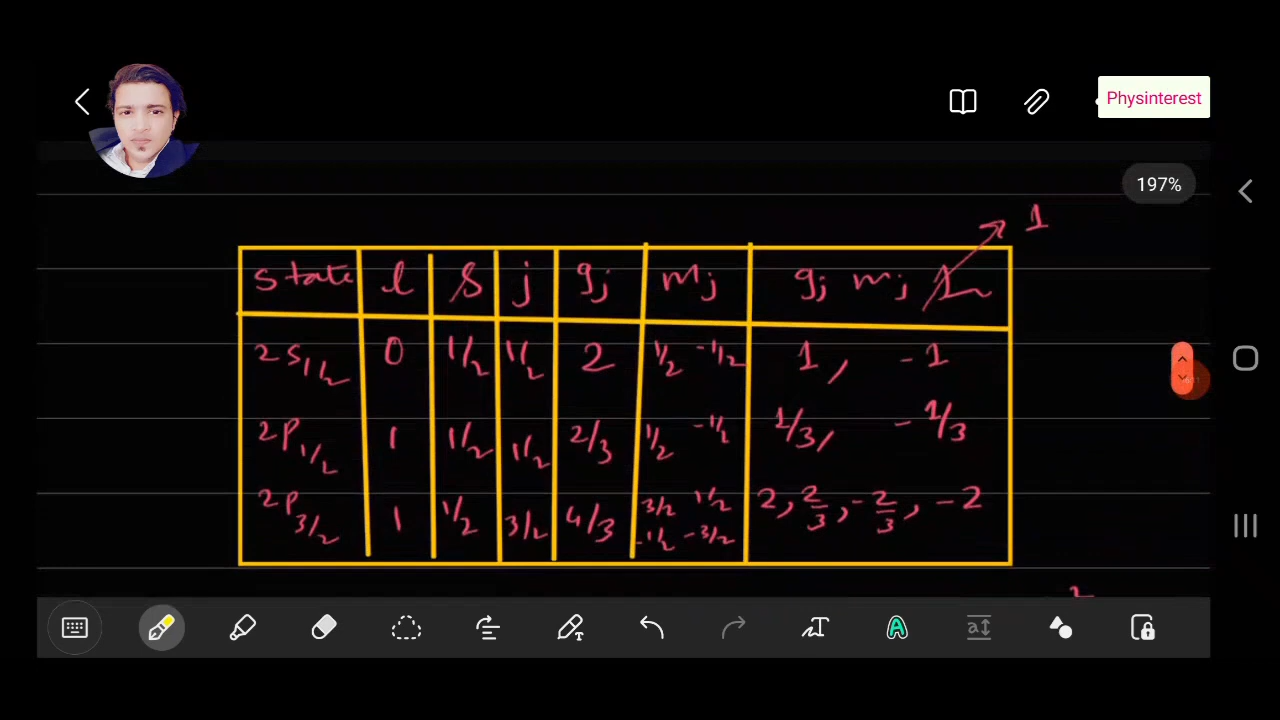 Physinterest
197%
1
state l s j gj mj gj mj L
2S1/2 0 1/2 1/2 2 1/2 -1/2 1, -1
2P1/2 1 1/2 1/2 2/3 1/2 -1/2 1/3, -1/3
2P3/2 1 1/2 3/2 4/3 3/2 1/2 -1/2 -3/2 2, 2/3, -2/3, -2